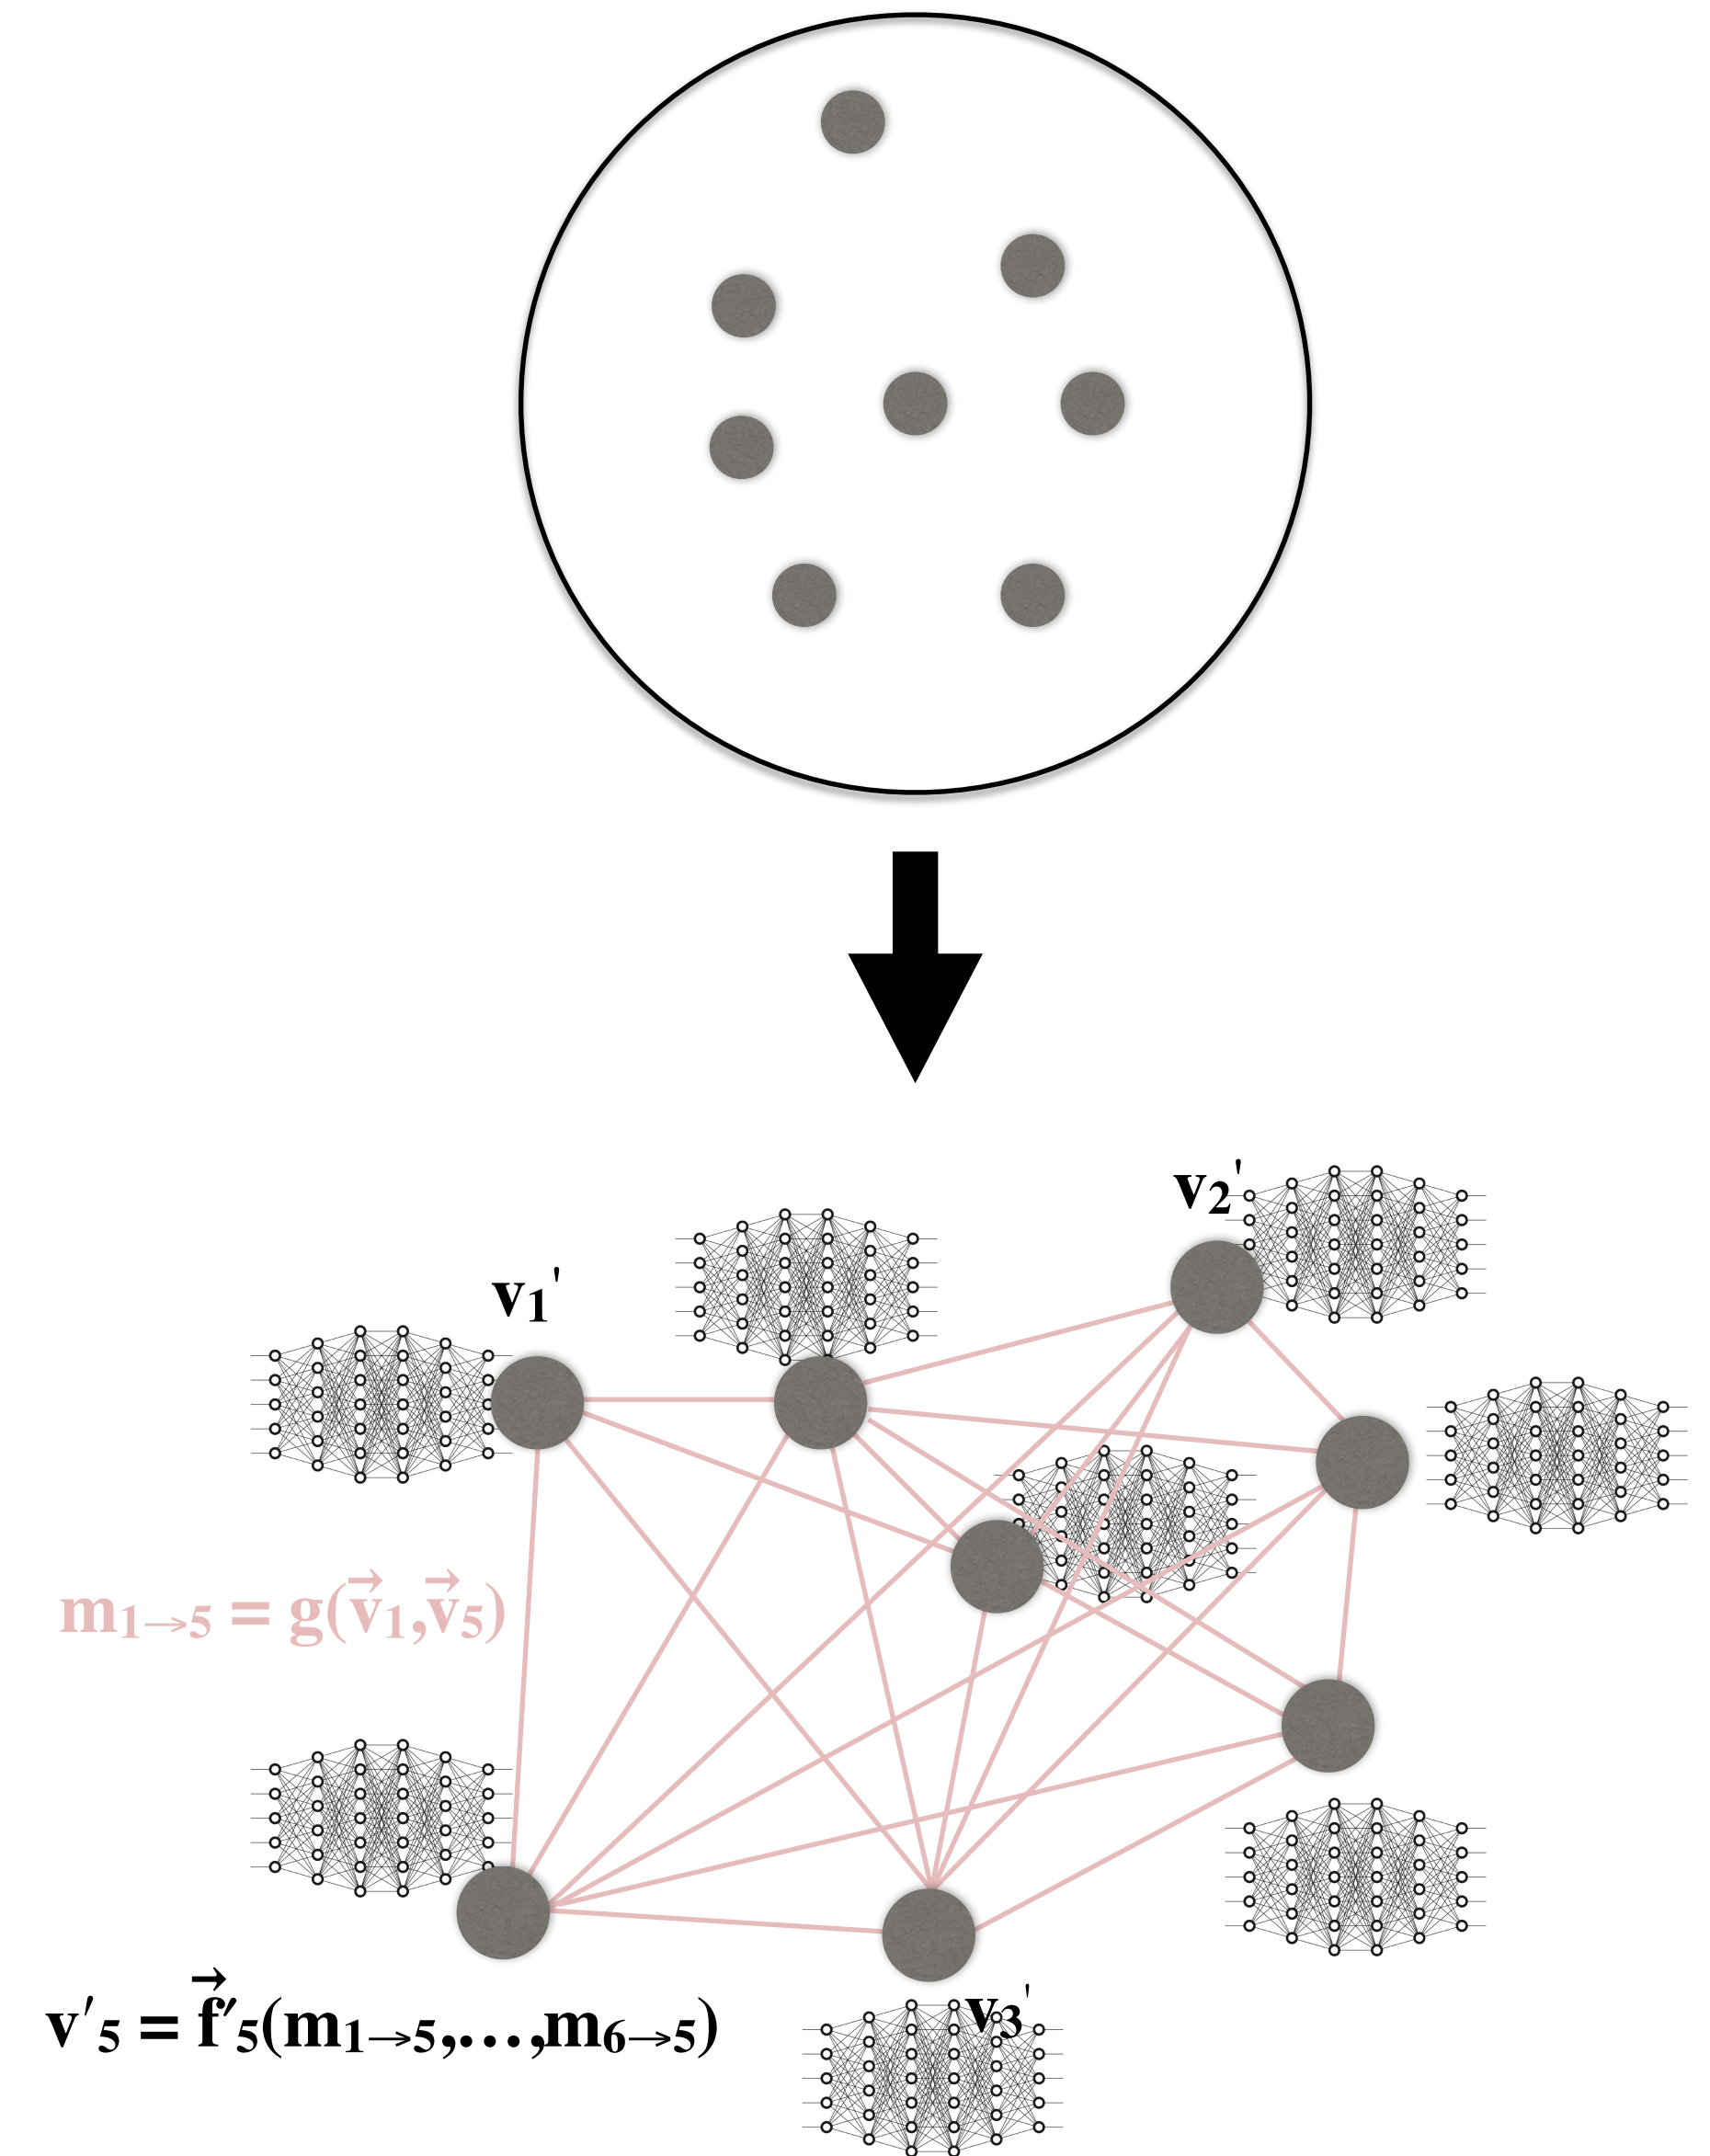 v₂'
v₁'
m₁→₅ = g(v⃗₁,v⃗₅)
v'₅ = f⃗'₅(m₁→₅,...,m₆→₅)
v₃'